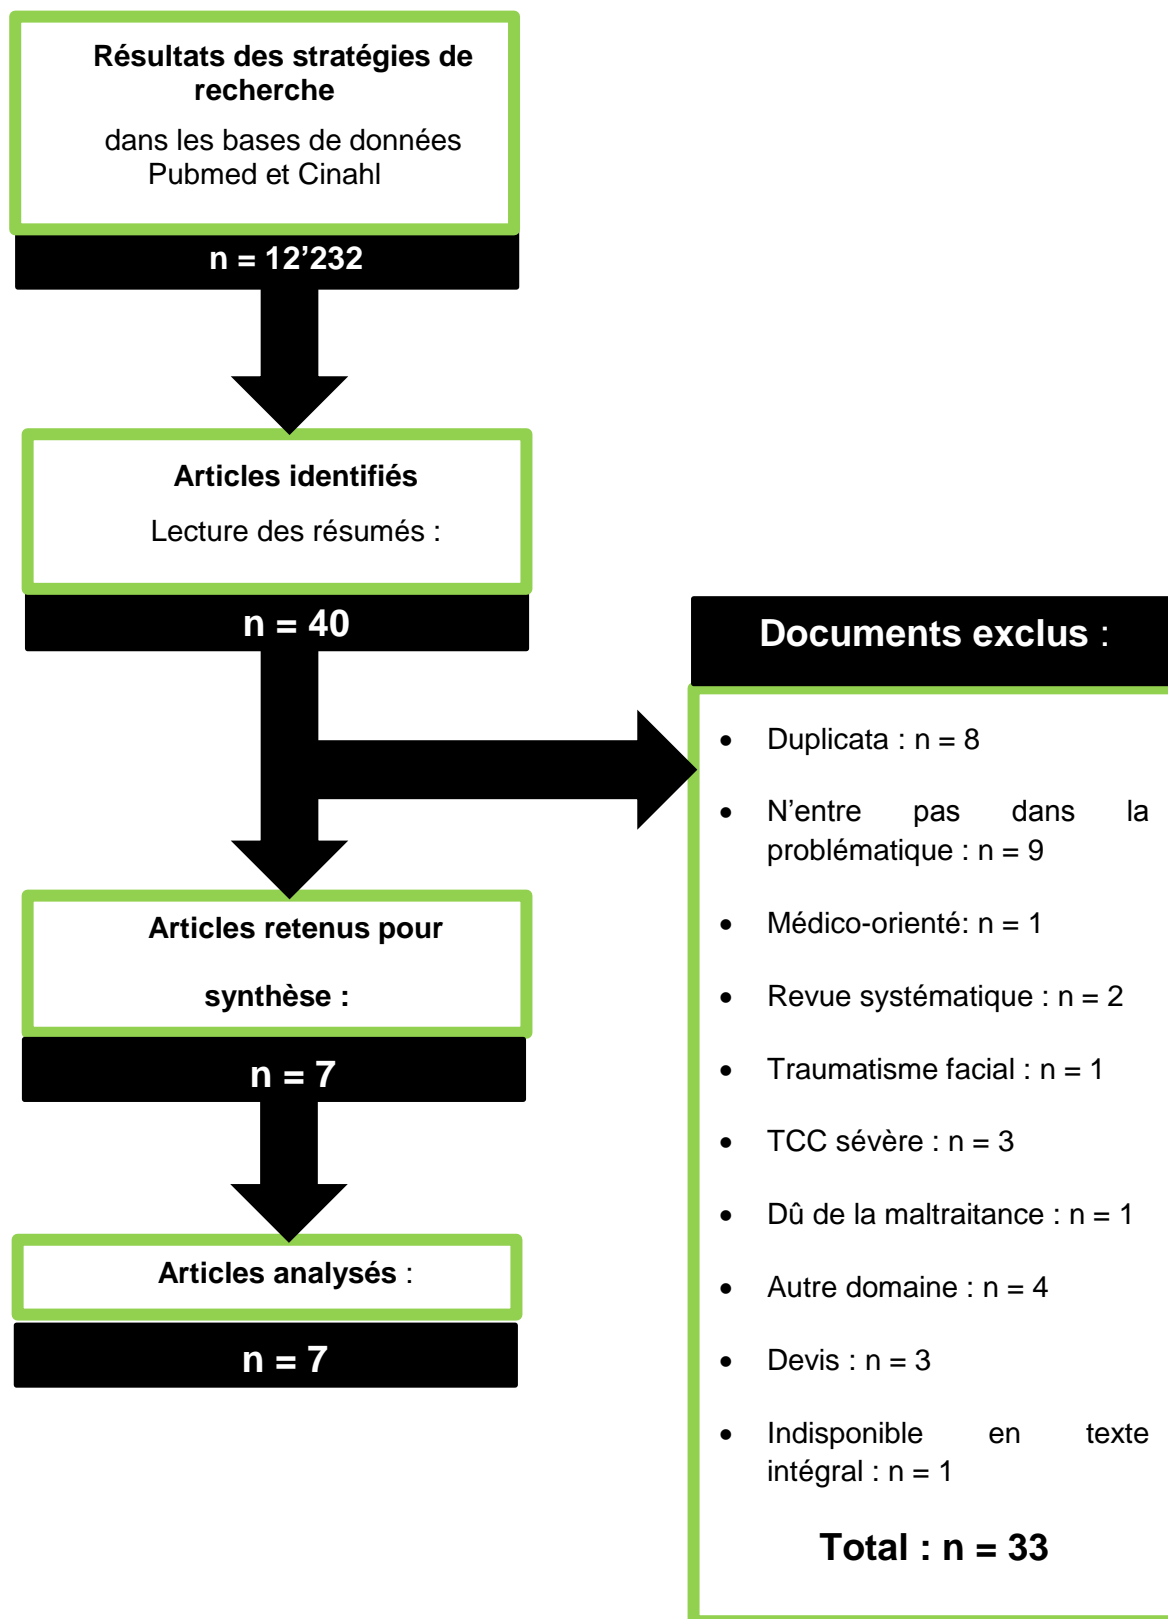 Résultats des stratégies de
recherche
dans les bases de données
Pubmed et Cinahl
n = 12’232
Articles identifiés
Lecture des résumés :
n = 40
Documents exclus :
• Duplicata : n = 8
• N’entre pas dans la
problématique : n = 9
• Médico-orienté: n = 1
• Revue systématique : n = 2
• Traumatisme facial : n = 1
• TCC sévère : n = 3
• Dû de la maltraitance : n = 1
• Autre domaine : n = 4
• Devis : n = 3
• Indisponible en texte
intégral : n = 1
Total : n = 33
Articles retenus pour
synthèse :
n = 7
Articles analysés :
n = 7